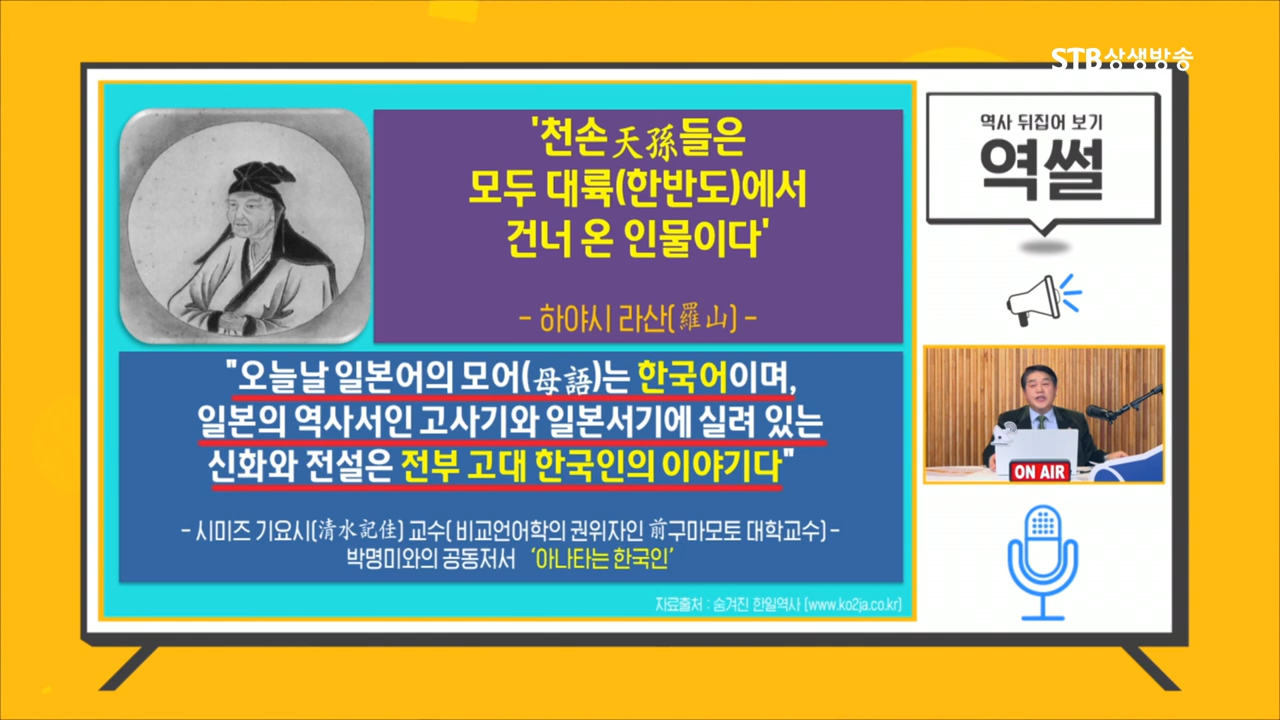 STB상생방송
'천손天孫들은
모두 대륙(한반도)에서
건너 온 인물이다'
- 하야시 라산(羅山) -
"오늘날 일본어의 모어(母語)는 한국어이며,
일본의 역사서인 고사기와 일본서기에 실려 있는
신화와 전설은 전부 고대 한국인의 이야기다"
- 시미즈 기요시(清水記佳) 교수( 비교언어학의 권위자인 前구마모토 대학교수) -
박명미와의 공동저서 '아나타는 한국인'
자료출처 : 숨겨진 한일역사 (www.ko2ja.co.kr)
역사 뒤집어 보기
역썰
ON AIR